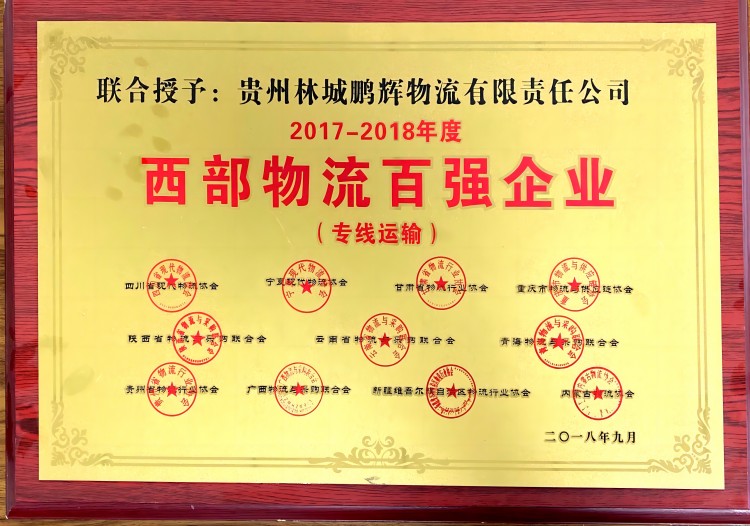 联合授予：贵州林城鹏辉物流有限责任公司
2017-2018年度
西部物流百强企业
（专线运输）
四川省现代物流协会 宁夏现代物流协会 甘肃省物流行业协会 重庆市物流与供应链协会
陕西省物流与采购联合会 云南省物流与采购联合会 青海物流与采购联合会
贵州省物流行业协会 广西物流与采购联合会 新疆维吾尔族自治区物流行业协会 内蒙古物流协会
二〇一八年九月